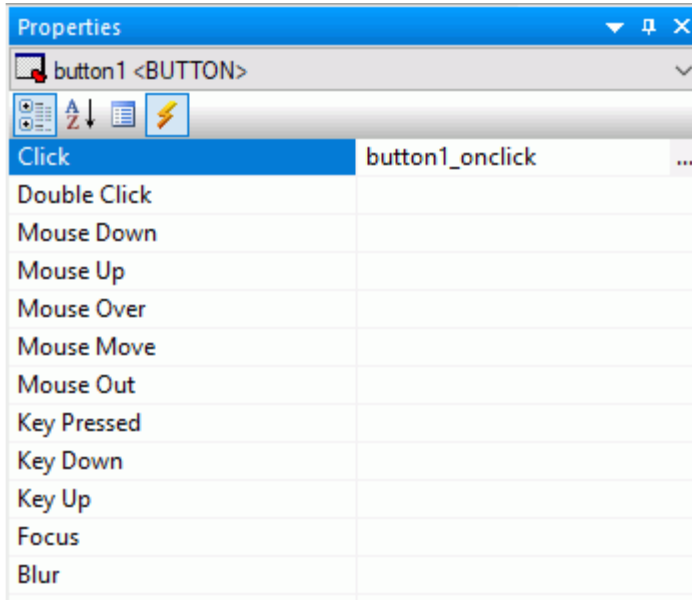 Properties
button1 <BUTTON>
A
Z
Click button1_onclick ...
Double Click
Mouse Down
Mouse Up
Mouse Over
Mouse Move
Mouse Out
Key Pressed
Key Down
Key Up
Focus
Blur